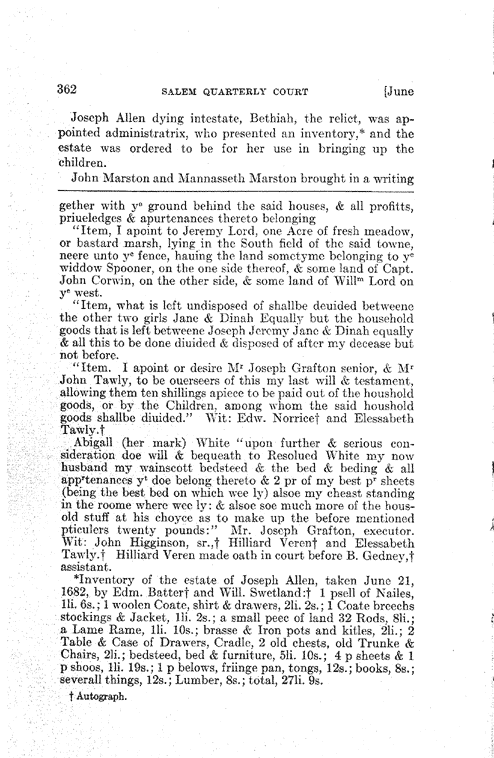 362 SALEM QUARTERLY COURT [June
Joseph Allen dying intestate, Bethiah, the relict, was ap-
pointed administratrix, who presented an inventory,* and the
estate was ordered to be for her use in bringing up the
children.
John Marston and Mannasseth Marston brought in a writing
gether with yᵉ ground behind the said houses, & all profitts,
priueledges & apurtenances thereto belonging
"Item, I apoint to Jeremy Lord, one Acre of fresh meadow,
or bastard marsh, lying in the South field of the said towne,
neere unto yᵉ fence, hauing the land sometyme belonging to yᵉ
widdow Spooner, on the one side thereof, & some land of Capt.
John Corwin, on the other side, & some land of Willᵐ Lord on
yᵉ west.
"Item, what is left undisposed of shallbe deuided betweene
the other two girls Jane & Dinah Equally but the household
goods that is left betweene Joseph Jeremy Jane & Dinah equally
& all this to be done diuided & disposed of after my decease but
not before.
"Item. I apoint or desire Mʳ Joseph Grafton senior, & Mʳ
John Tawly, to be ouerseers of this my last will & testament,
allowing them ten shillings apiece to be paid out of the houshold
goods, or by the Children, among whom the said houshold
goods shallbe diuided." Wit: Edw. Norrice† and Elessabeth
Tawly.†
Abigall (her mark) White "upon further & serious con-
sideration doe will & bequeath to Resolued White my now
husband my wainscott bedsteed & the bed & beding & all
appʳtenances yᵗ doe belong thereto & 2 pr of my best pʳ sheets
(being the best bed on which wee ly) alsoe my cheast standing
in the roome where wee ly: & alsoe soe much more of the hous-
old stuff at his choyce as to make up the before mentioned
pticulers twenty pounds:" Mr. Joseph Grafton, executor.
Wit: John Higginson, sr.,† Hilliard Veren† and Elessabeth
Tawly.† Hilliard Veren made oath in court before B. Gedney,†
assistant.
*Inventory of the estate of Joseph Allen, taken June 21,
1682, by Edm. Batter† and Will. Swetland:† 1 psell of Nailes,
1li. 6s.; 1 woolen Coate, shirt & drawers, 2li. 2s.; 1 Coate breechs
stockings & Jacket, 1li. 2s.; a small peec of land 32 Rods, 8li.;
a Lame Rame, 1li. 10s.; brasse & Iron pots and kitles, 2li.; 2
Table & Case of Drawers, Cradle, 2 old chests, old Trunke &
Chairs, 2li.; bedsteed, bed & furniture, 5li. 10s.; 4 p sheets & 1
p shoos, 1li. 19s.; 1 p belows, friinge pan, tongs, 12s.; books, 8s.;
severall things, 12s.; Lumber, 8s.; total, 27li. 9s.
† Autograph.